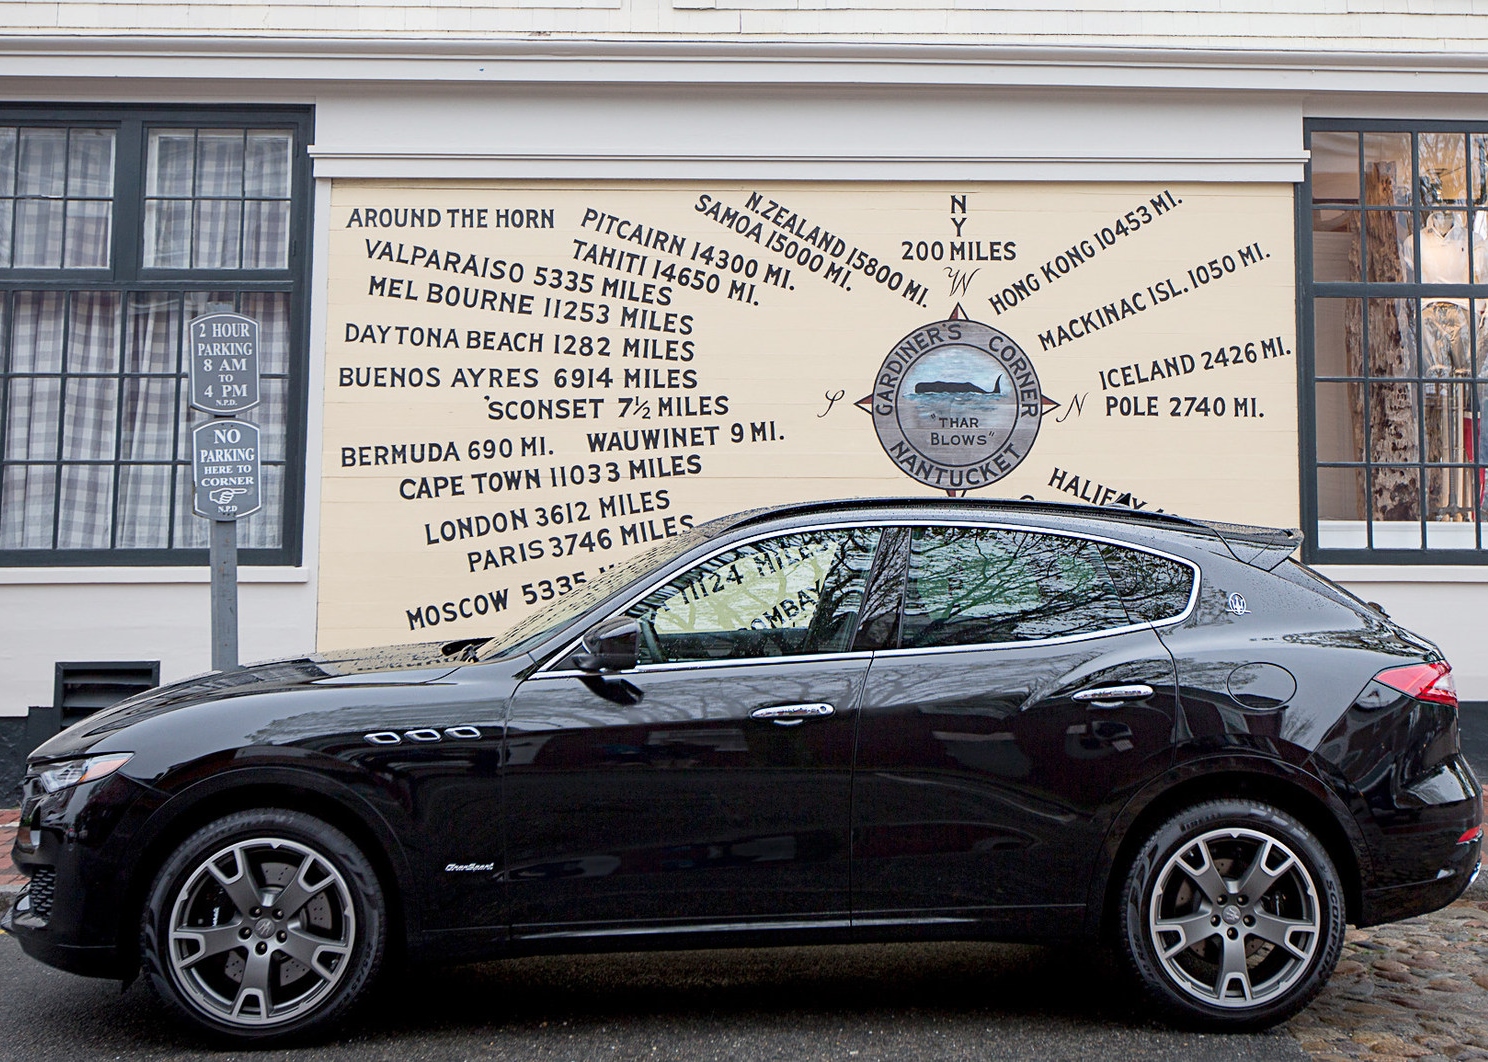 AROUND THE HORN
VALPARAISO 5335 MILES
MEL BOURNE 11253 MILES
DAYTONA BEACH 1282 MILES
BUENOS AYRES 6914 MILES
'SCONSET 7½ MILES
BERMUDA 690 MI.
WAUWINET 9 MI.
CAPE TOWN 11033 MILES
LONDON 3612 MILES
PARIS 3746 MILES
MOSCOW 5335
11124 MILES
PITCAIRN 14300 MI.
TAHITI 14650 MI.
N.ZEALAND 15800 MI.
SAMOA 15000 MI.
N
Y
200 MILES
W
HONG KONG 10453 MI.
MACKINAC ISL. 1050 MI.
ICELAND 2426 MI.
POLE 2740 MI.
S
N
GARDINER'S CORNER
"THAR
BLOWS"
NANTUCKET
2 HOUR
PARKING
8 AM
TO
4 PM
N.P.D.
NO
PARKING
HERE TO
CORNER
N.P.D
GranSport